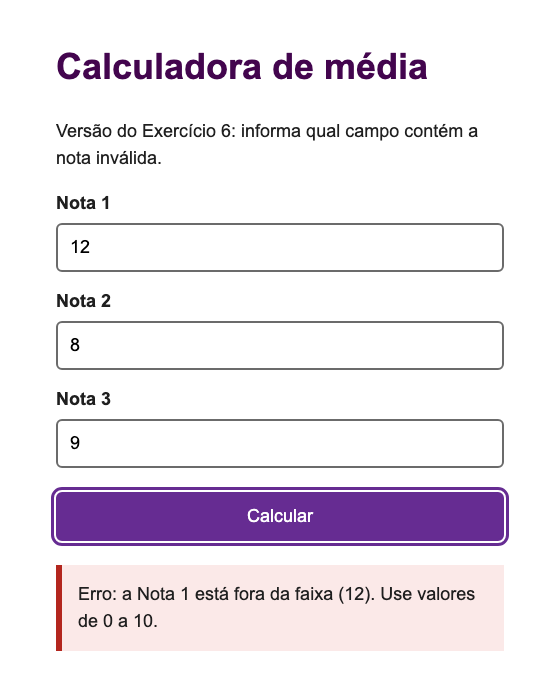 Calculadora de média
Versão do Exercício 6: informa qual campo contém a
nota inválida.
Nota 1
12
Nota 2
8
Nota 3
9
Calcular
Erro: a Nota 1 está fora da faixa (12). Use valores
de 0 a 10.